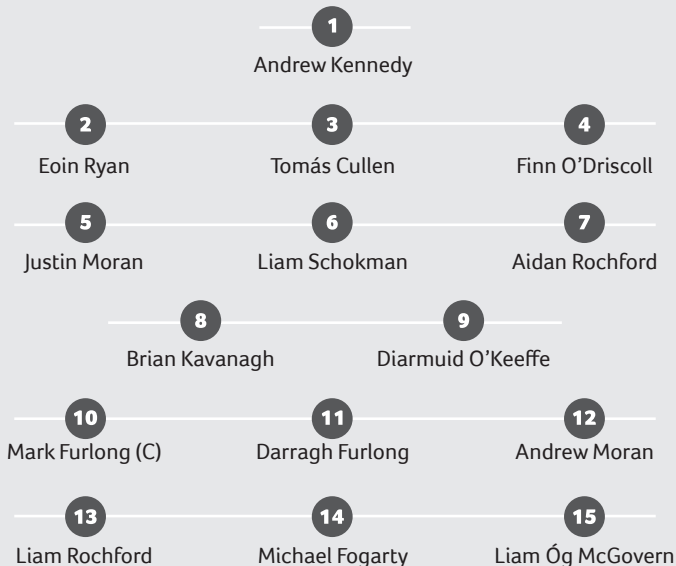 1
Andrew Kennedy
2 3 4
Eoin Ryan Tomás Cullen Finn O’Driscoll
5 6 7
Justin Moran Liam Schokman Aidan Rochford
8 9
Brian Kavanagh Diarmuid O’Keeffe
10 11 12
Mark Furlong (C) Darragh Furlong Andrew Moran
13 14 15
Liam Rochford Michael Fogarty Liam Óg McGovern